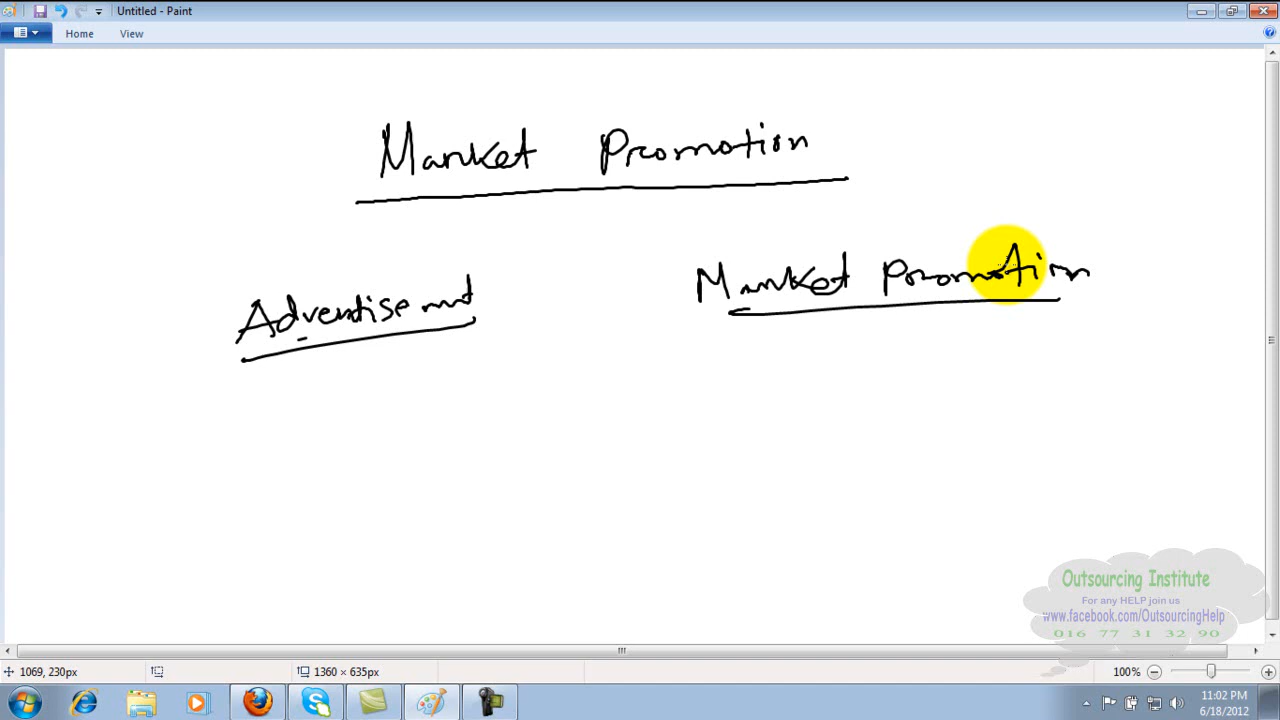 Untitled - Paint
Home View
Market Promotion
Advertisement
Market Promotion
Outsourcing Institute
For any HELP join us
www.facebook.com/OutsourcingHelp
016 77 31 32 90
1069, 230px 1360 × 635px 100%
11:02 PM
6/18/2012